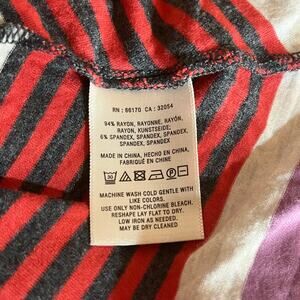 RN : 66170 CA : 32054
94% RAYON, RAYONNE, RAYÓN,
RAYON, KUNSTSEIDE,
6% SPANDEX, SPANDEX, SPANDEX,
SPANDEX, SPANDEX
MADE IN CHINA, HECHO EN CHINA,
FABRIQUÉ EN CHINE
30
MACHINE WASH COLD GENTLE WITH
LIKE COLORS.
USE ONLY NON-CHLORINE BLEACH.
RESHAPE LAY FLAT TO DRY.
LOW IRON AS NEEDED.
MAY BE DRY CLEANED